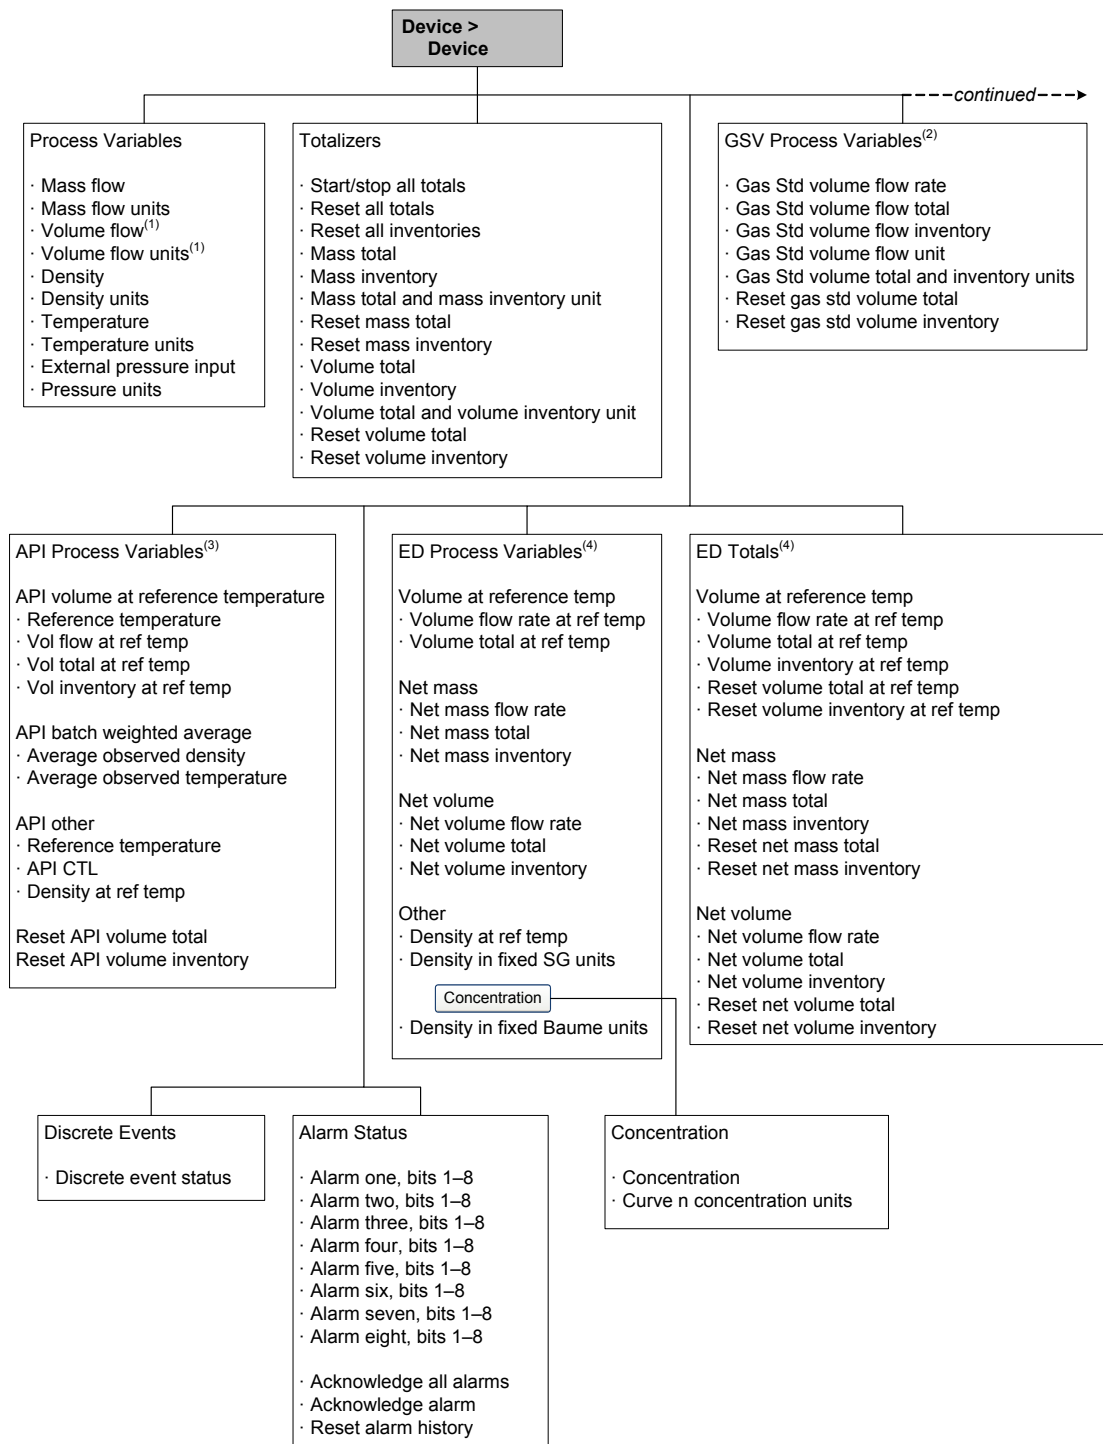 Device >
Device
continued
Process Variables
· Mass flow
· Mass flow units
· Volume flow(1)
· Volume flow units(1)
· Density
· Density units
· Temperature
· Temperature units
· External pressure input
· Pressure units
Totalizers
· Start/stop all totals
· Reset all totals
· Reset all inventories
· Mass total
· Mass inventory
· Mass total and mass inventory unit
· Reset mass total
· Reset mass inventory
· Volume total
· Volume inventory
· Volume total and volume inventory unit
· Reset volume total
· Reset volume inventory
GSV Process Variables(2)
· Gas Std volume flow rate
· Gas Std volume flow total
· Gas Std volume flow inventory
· Gas Std volume flow unit
· Gas Std volume total and inventory units
· Reset gas std volume total
· Reset gas std volume inventory
API Process Variables(3)
API volume at reference temperature
· Reference temperature
· Vol flow at ref temp
· Vol total at ref temp
· Vol inventory at ref temp
API batch weighted average
· Average observed density
· Average observed temperature
API other
· Reference temperature
· API CTL
· Density at ref temp
Reset API volume total
Reset API volume inventory
ED Process Variables(4)
Volume at reference temp
· Volume flow rate at ref temp
· Volume total at ref temp
Net mass
· Net mass flow rate
· Net mass total
· Net mass inventory
Net volume
· Net volume flow rate
· Net volume total
· Net volume inventory
Other
· Density at ref temp
· Density in fixed SG units
Concentration
· Density in fixed Baume units
ED Totals(4)
Volume at reference temp
· Volume flow rate at ref temp
· Volume total at ref temp
· Volume inventory at ref temp
· Reset volume total at ref temp
· Reset volume inventory at ref temp
Net mass
· Net mass flow rate
· Net mass total
· Net mass inventory
· Reset net mass total
· Reset net mass inventory
Net volume
· Net volume flow rate
· Net volume total
· Net volume inventory
· Reset net volume total
· Reset net volume inventory
Discrete Events
· Discrete event status
Alarm Status
· Alarm one, bits 1–8
· Alarm two, bits 1–8
· Alarm three, bits 1–8
· Alarm four, bits 1–8
· Alarm five, bits 1–8
· Alarm six, bits 1–8
· Alarm seven, bits 1–8
· Alarm eight, bits 1–8
· Acknowledge all alarms
· Acknowledge alarm
· Reset alarm history
Concentration
· Concentration
· Curve n concentration units